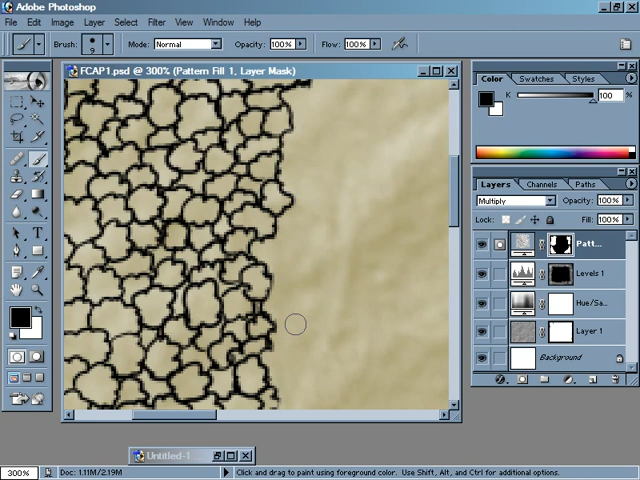 Adobe Photoshop
File Edit Image Layer Select Filter View Window Help
Brush: 9 Mode: Normal Opacity: 100% Flow: 100%
FCAP1.psd @ 300% (Pattern Fill 1, Layer Mask)
Color Swatches Styles
K 100 %
Layers Channels Paths
Multiply Opacity: 100%
Lock: Fill: 100%
Patt...
Levels 1
Hue/Sa...
Layer 1
Background
T
Untitled-1
300% Doc: 1.11M/2.19M Click and drag to paint using foreground color. Use Shift, Alt, and Ctrl for additional options.